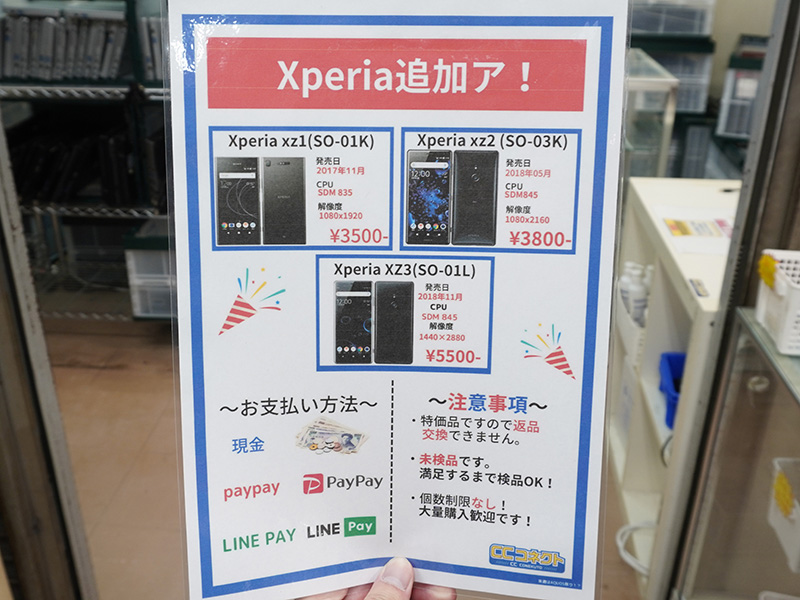 Xperia追加ア！
Xperia xz1(SO-01K)
発売日
2017年11月
CPU
SDM 835
解像度
1080x1920
¥3500-
Xperia xz2 (SO-03K)
発売日
2018年05月
CPU
SDM845
解像度
1080x2160
¥3800-
Xperia XZ3(SO-01L)
発売日
2018年11月
CPU
SDM 845
解像度
1440×2880
¥5500-
～お支払い方法～
現金
paypay
PayPay
LINE PAY
LINE Pay
～注意事項～
・特価品ですので返品
交換できません。
・未検品です。
満足するまで検品OK！
・個数制限なし！
大量購入歓迎です！
CCコネクト